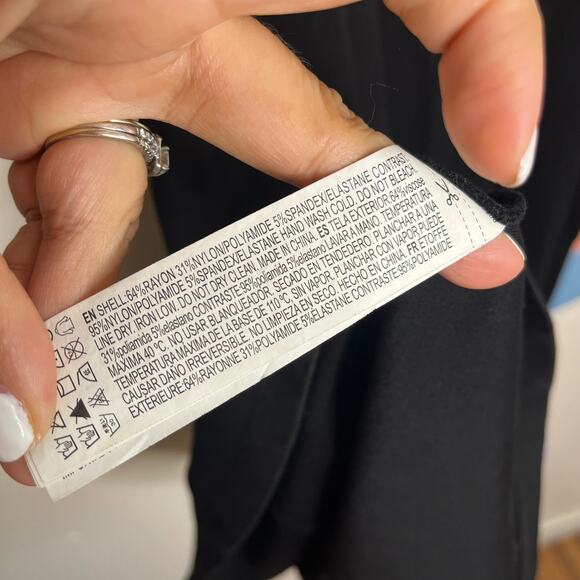 EN SHELL:64%RAYON 31%NYLON/POLYAMIDE 5%SPANDEX/ELASTANE CONTRAST:
95%NYLON/POLYAMIDE 5%SPANDEX/ELASTANE HAND WASH COLD. DO NOT BLEACH.
LINE DRY. IRON LOW. DO NOT DRY CLEAN. MADE IN CHINA. ES TELA EXTERIOR:64%viscose
31%poliamida 5%elastano CONTRASTE:95%poliamida 5%elastano LAVAR A MANO, TEMPERATURA
MÁXIMA 40°C. NO USAR BLANQUEADOR. SECADO EN TENDEDERO. PLANCHAR A UNA
TEMPERATURA MÁXIMA DE LA BASE DE 110°C, SIN VAPOR. PLANCHAR CON VAPOR PUEDE
CAUSAR DAÑO IRREVERSIBLE. NO LIMPIEZA EN SECO. HECHO EN CHINA. FR ETOFFE
EXTERIEURE:64%RAYONNE 31%POLYAMIDE 5%ELASTANE CONTRASTE 95%POLYAMIDE